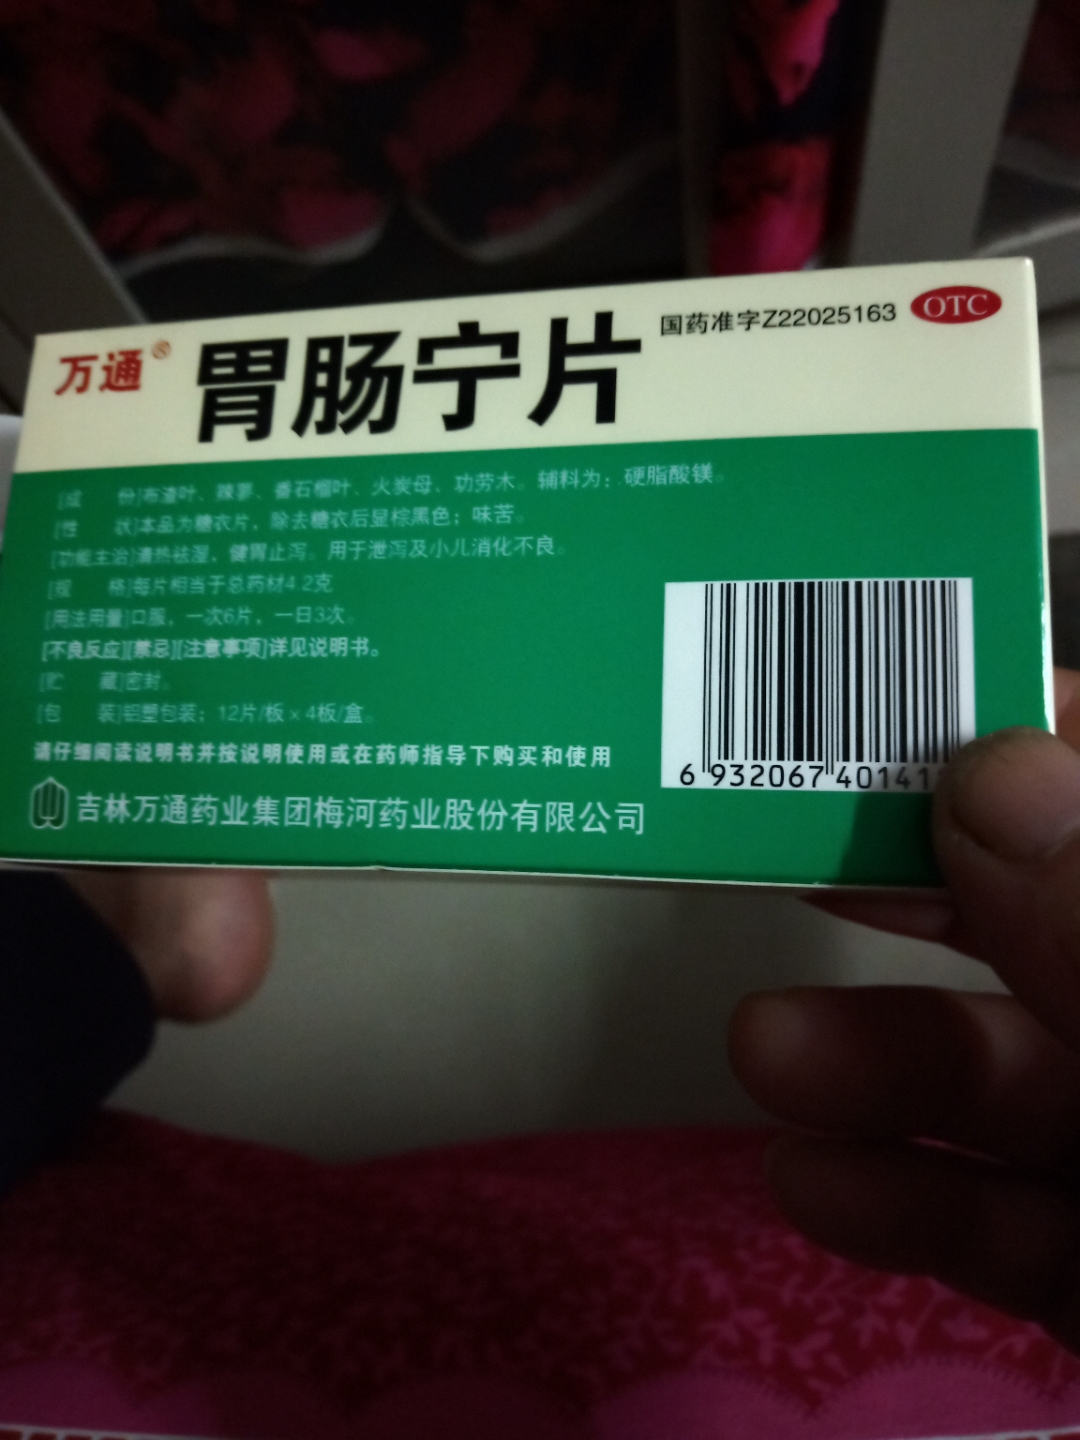 万通®
胃肠宁片
国药准字Z22025163
OTC
[成 份]布渣叶、辣蓼、番石榴叶、火炭母、功劳木。辅料为:硬脂酸镁。
[性 状]本品为糖衣片,除去糖衣后显棕黑色;味苦。
[功能主治]清热祛湿,健胃止泻。用于泄泻及小儿消化不良。
[规 格]每片相当于总药材4.2克
[用法用量]口服,一次6片,一日3次。
[不良反应][禁忌][注意事项]详见说明书。
[贮 藏]密封。
[包 装]铝塑包装;12片/板×4板/盒。
请仔细阅读说明书并按说明使用或在药师指导下购买和使用
吉林万通药业集团梅河药业股份有限公司
6 932067 40141